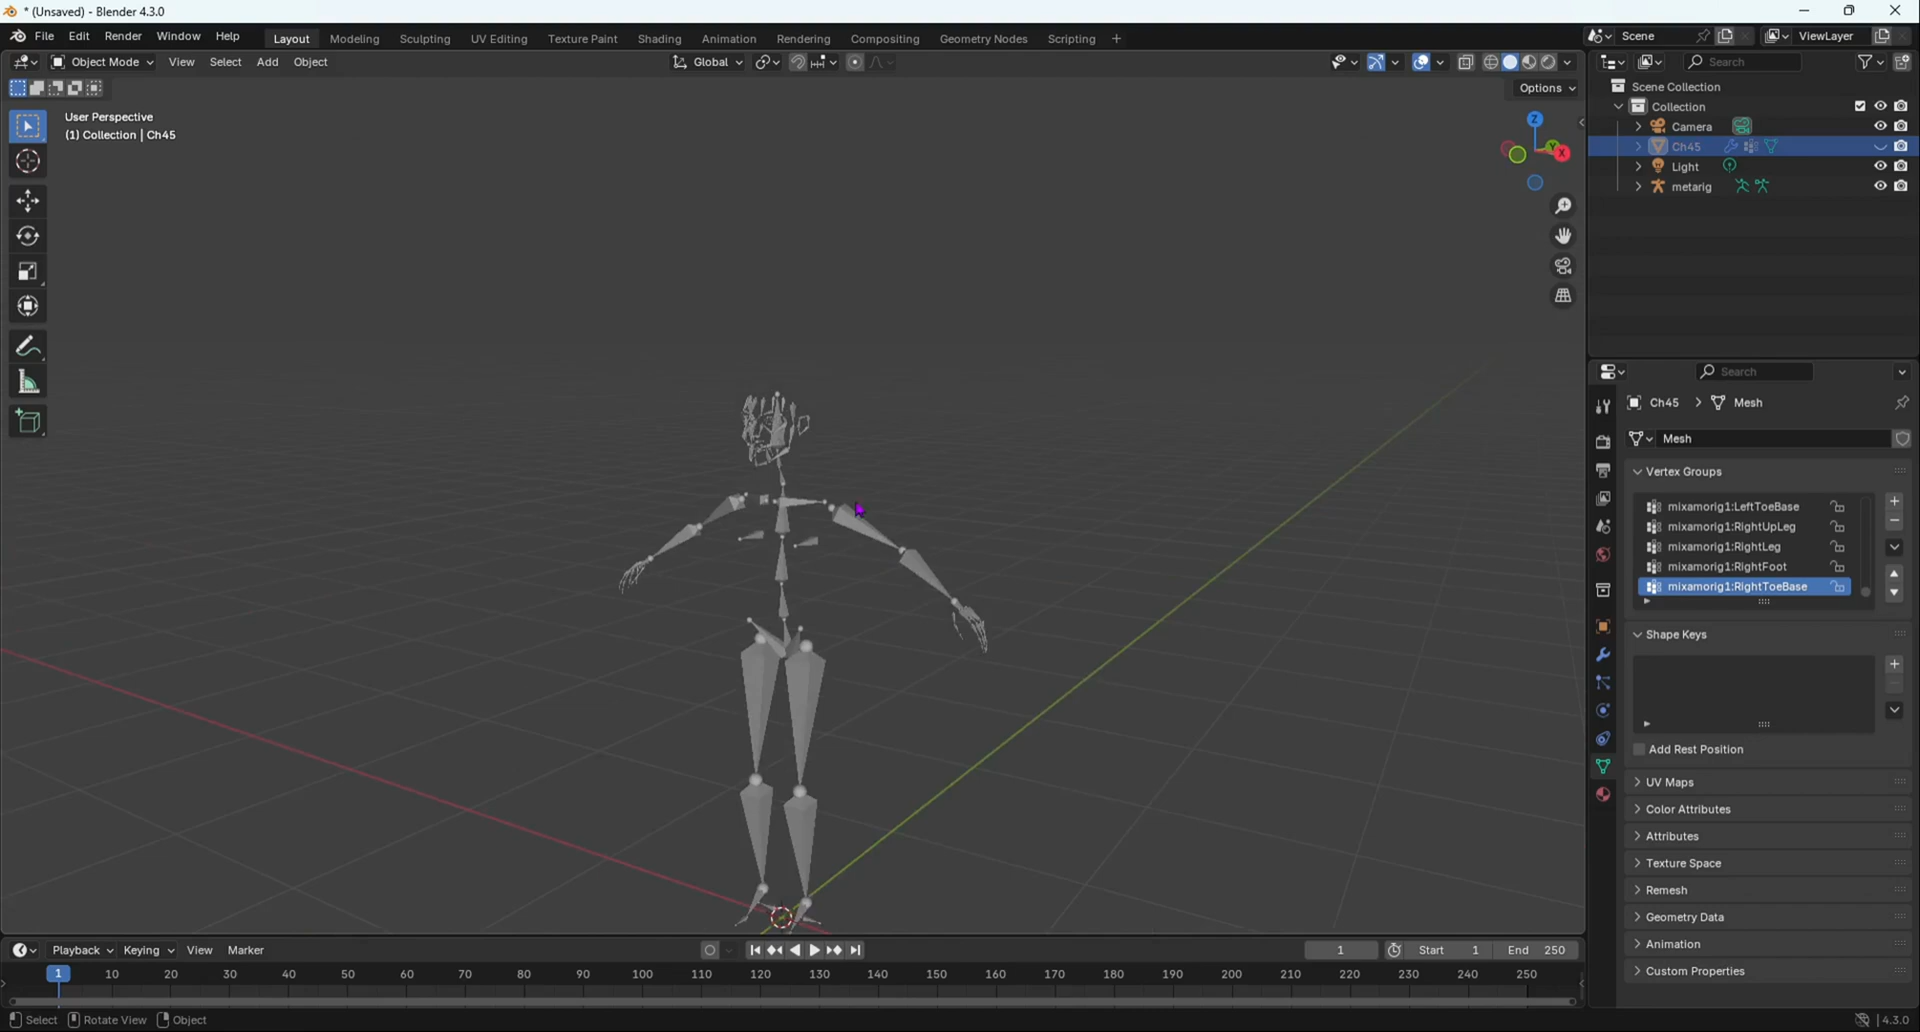 * (Unsaved) - Blender 4.3.0
File Edit Render Window Help
Layout Modeling Sculpting UV Editing Texture Paint Shading Animation Rendering Compositing Geometry Nodes Scripting +
Scene
ViewLayer
Object Mode View Select Add Object
Global
Options
User Perspective
(1) Collection | Ch45
Z
Y
X
Search
Scene Collection
Collection
Camera
Ch45
Light
metarig
Search
Ch45 > Mesh
Mesh
Vertex Groups
mixamorig1:LeftToeBase
mixamorig1:RightUpLeg
mixamorig1:RightLeg
mixamorig1:RightFoot
mixamorig1:RightToeBase
Shape Keys
Add Rest Position
UV Maps
Color Attributes
Attributes
Texture Space
Remesh
Geometry Data
Animation
Custom Properties
Playback Keying View Marker
1
Start 1 End 250
1 10 20 30 40 50 60 70 80 90 100 110 120 130 140 150 160 170 180 190 200 210 220 230 240 250
Select Rotate View Object
4.3.0